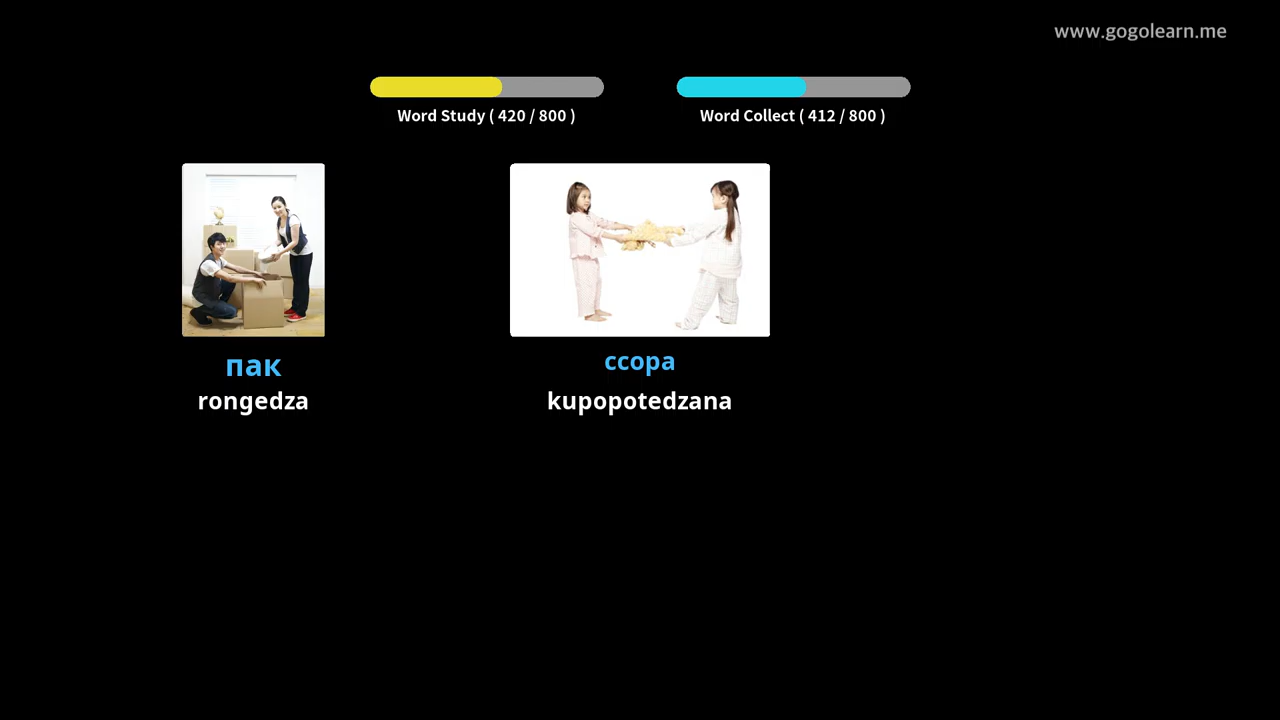 www.gogolearn.me
Word Study ( 420 / 800 )
Word Collect ( 412 / 800 )
пак
rongedza
ссора
kupopotedzana